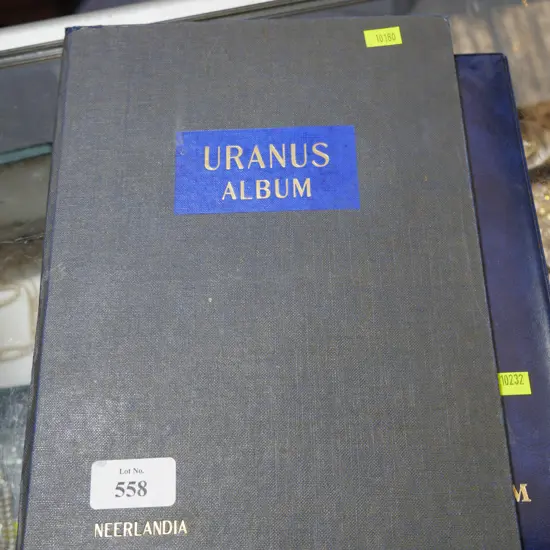 10160
URANUS
ALBUM
10232
Lot No.
558
M
NEERLANDIA